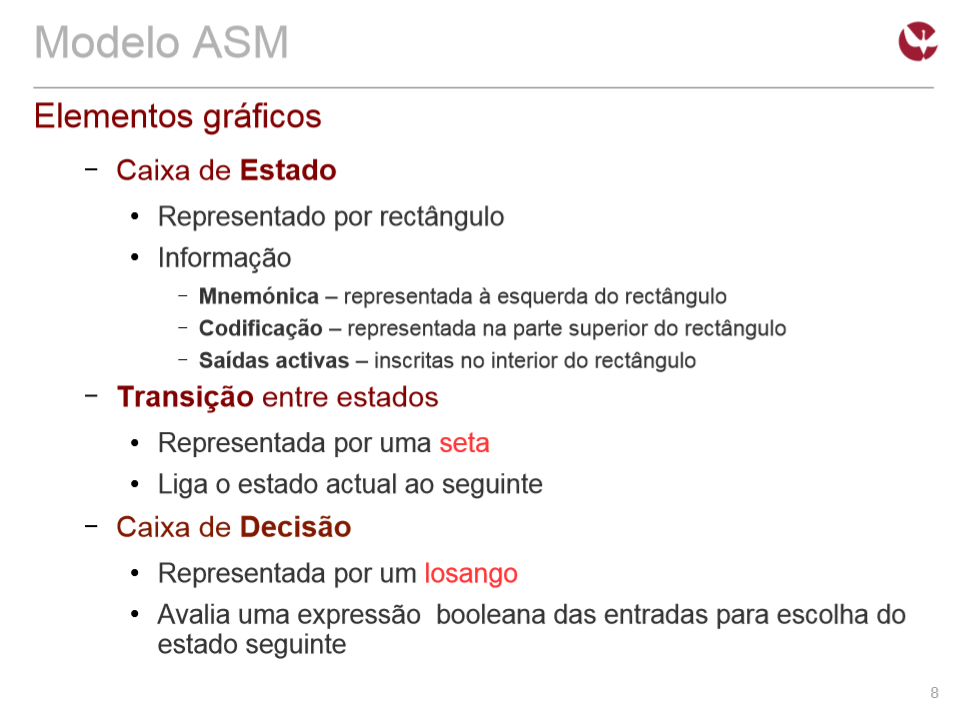 Modelo ASM
Elementos gráficos
− Caixa de Estado
• Representado por rectângulo
• Informação
− Mnemónica – representada à esquerda do rectângulo
− Codificação – representada na parte superior do rectângulo
− Saídas activas – inscritas no interior do rectângulo
− Transição entre estados
• Representada por uma seta
• Liga o estado actual ao seguinte
− Caixa de Decisão
• Representada por um losango
• Avalia uma expressão  booleana das entradas para escolha do
estado seguinte
8